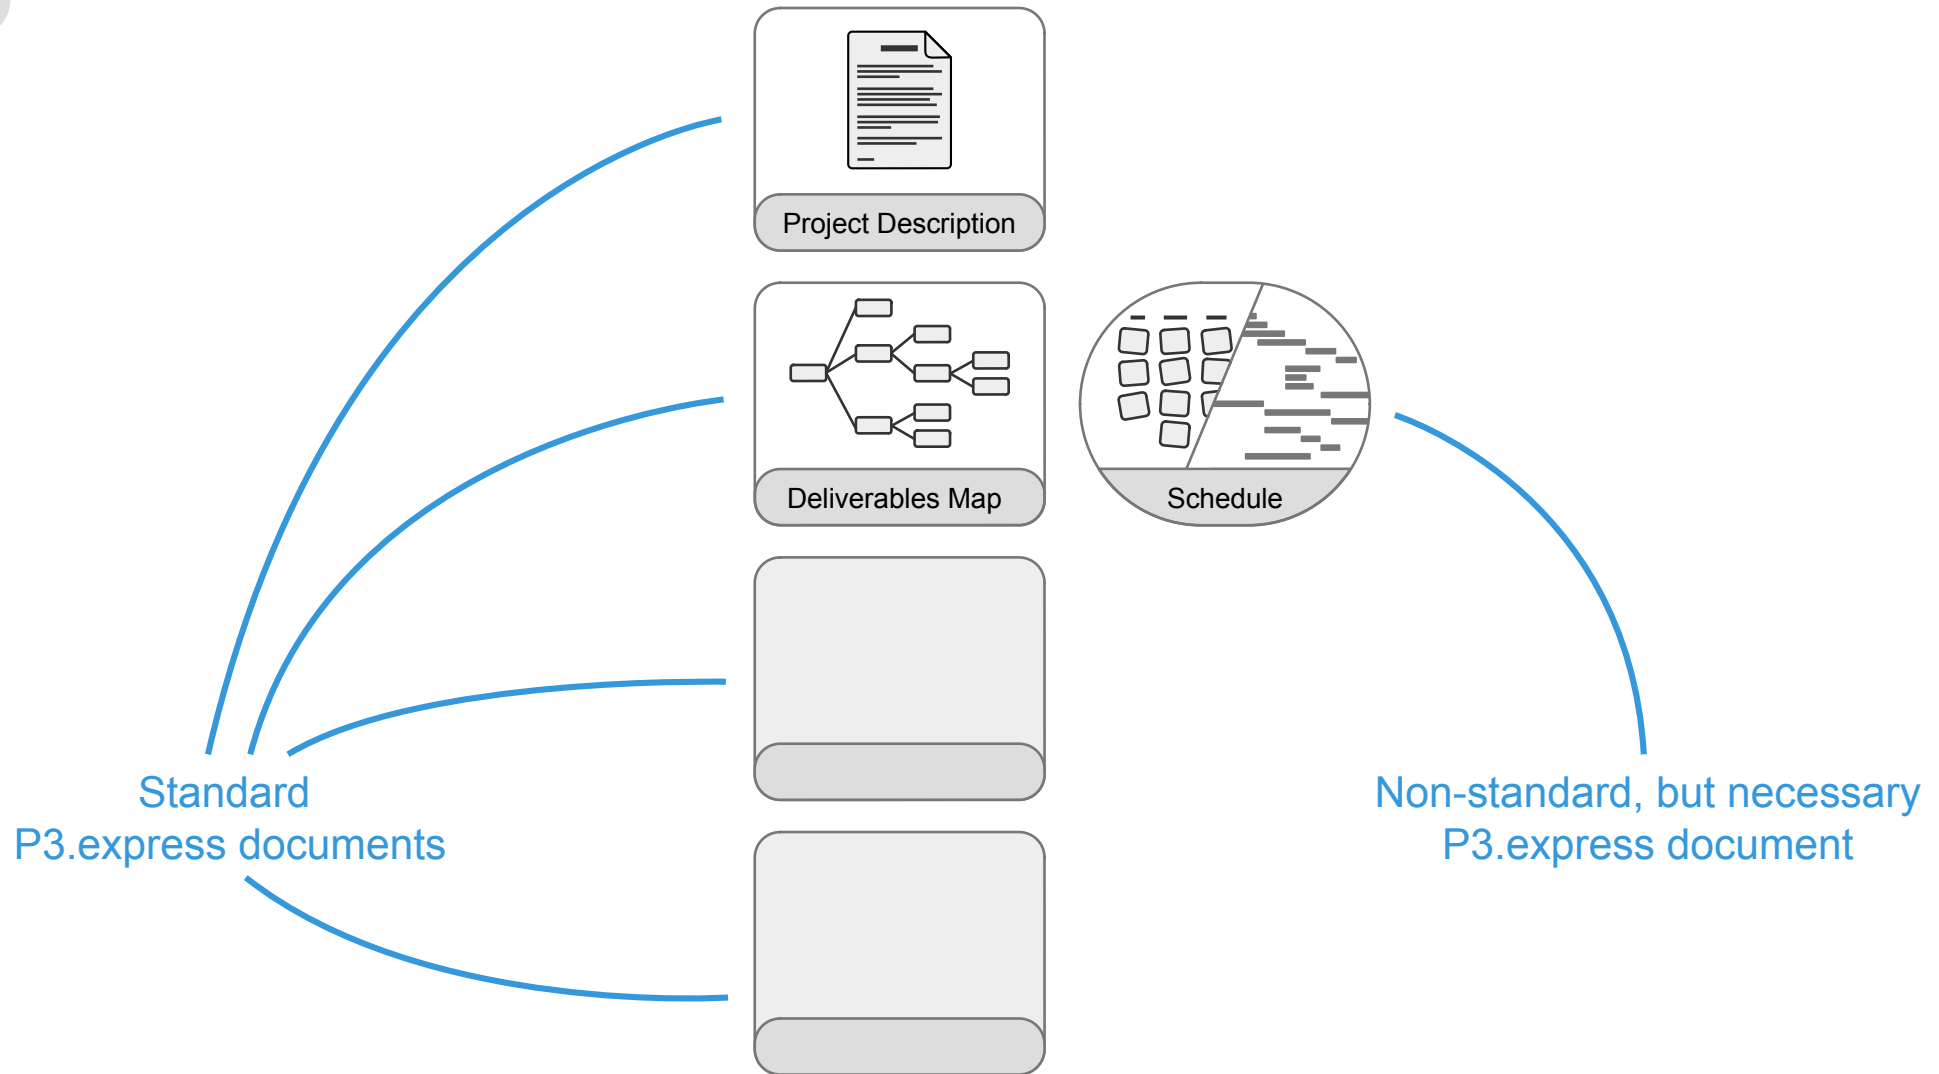 Project Description
Deliverables Map
Schedule
Standard
P3.express documents
Non-standard, but necessary
P3.express document